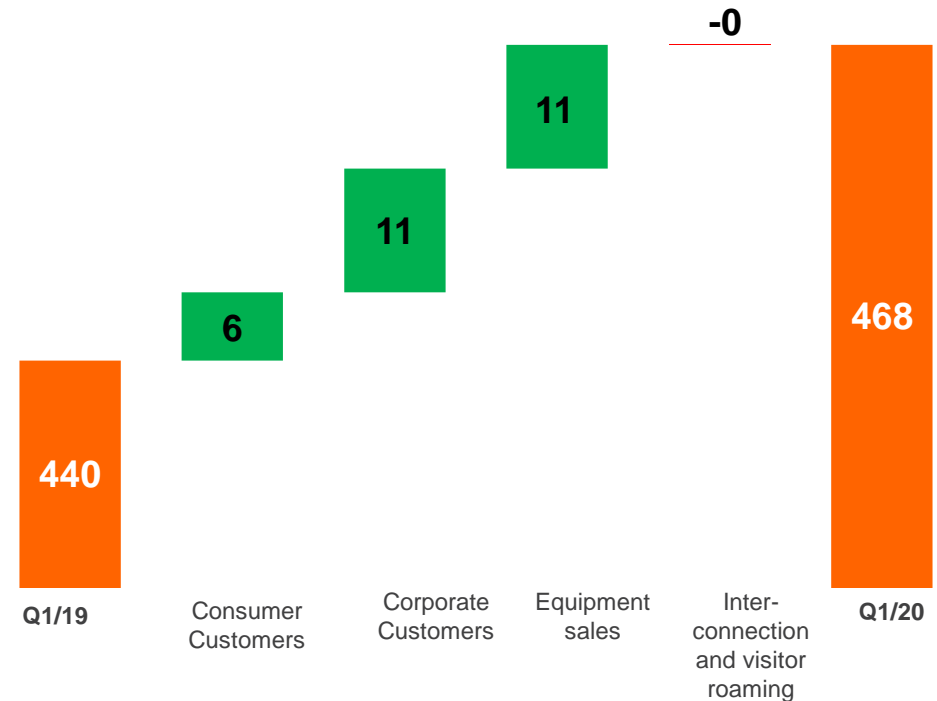 -0
11
11
6
468
440
Q1/19
Consumer
Customers
Corporate
Customers
Equipment
sales
Inter-
connection
and visitor
roaming
Q1/20